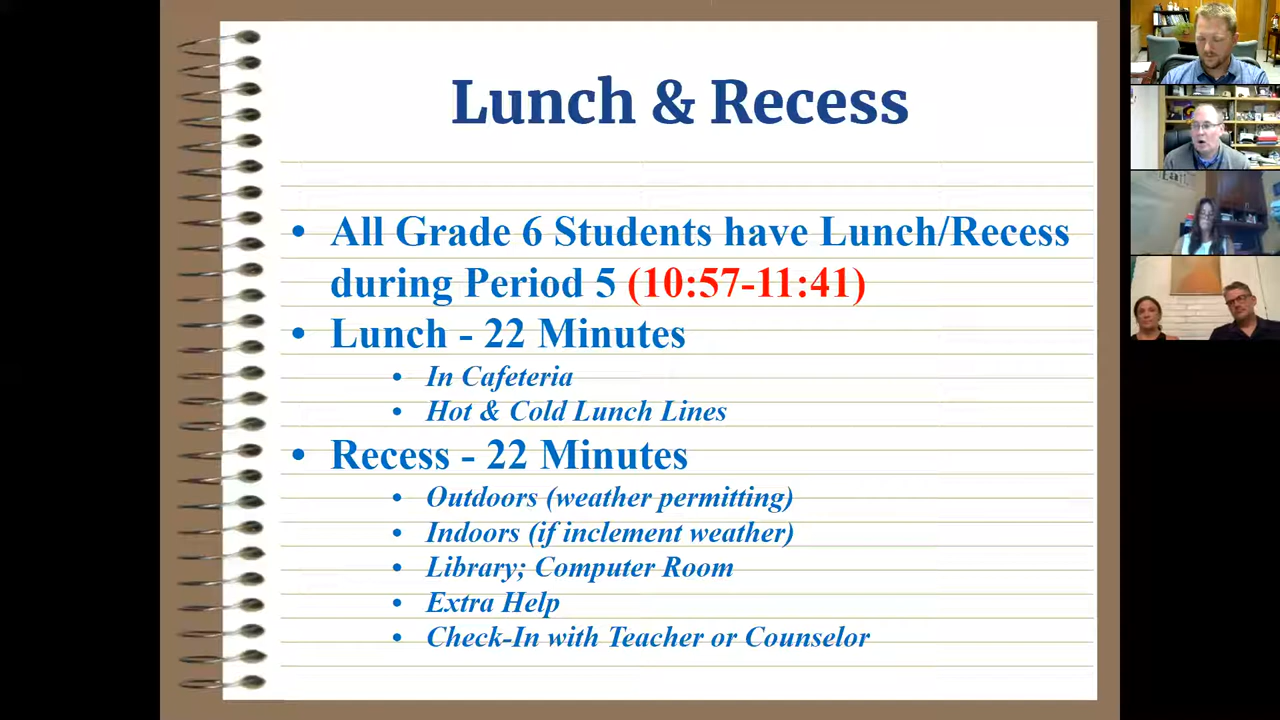 Lunch & Recess
• All Grade 6 Students have Lunch/Recess
during Period 5 (10:57-11:41)
• Lunch - 22 Minutes
• In Cafeteria
• Hot & Cold Lunch Lines
• Recess - 22 Minutes
• Outdoors (weather permitting)
• Indoors (if inclement weather)
• Library; Computer Room
• Extra Help
• Check-In with Teacher or Counselor